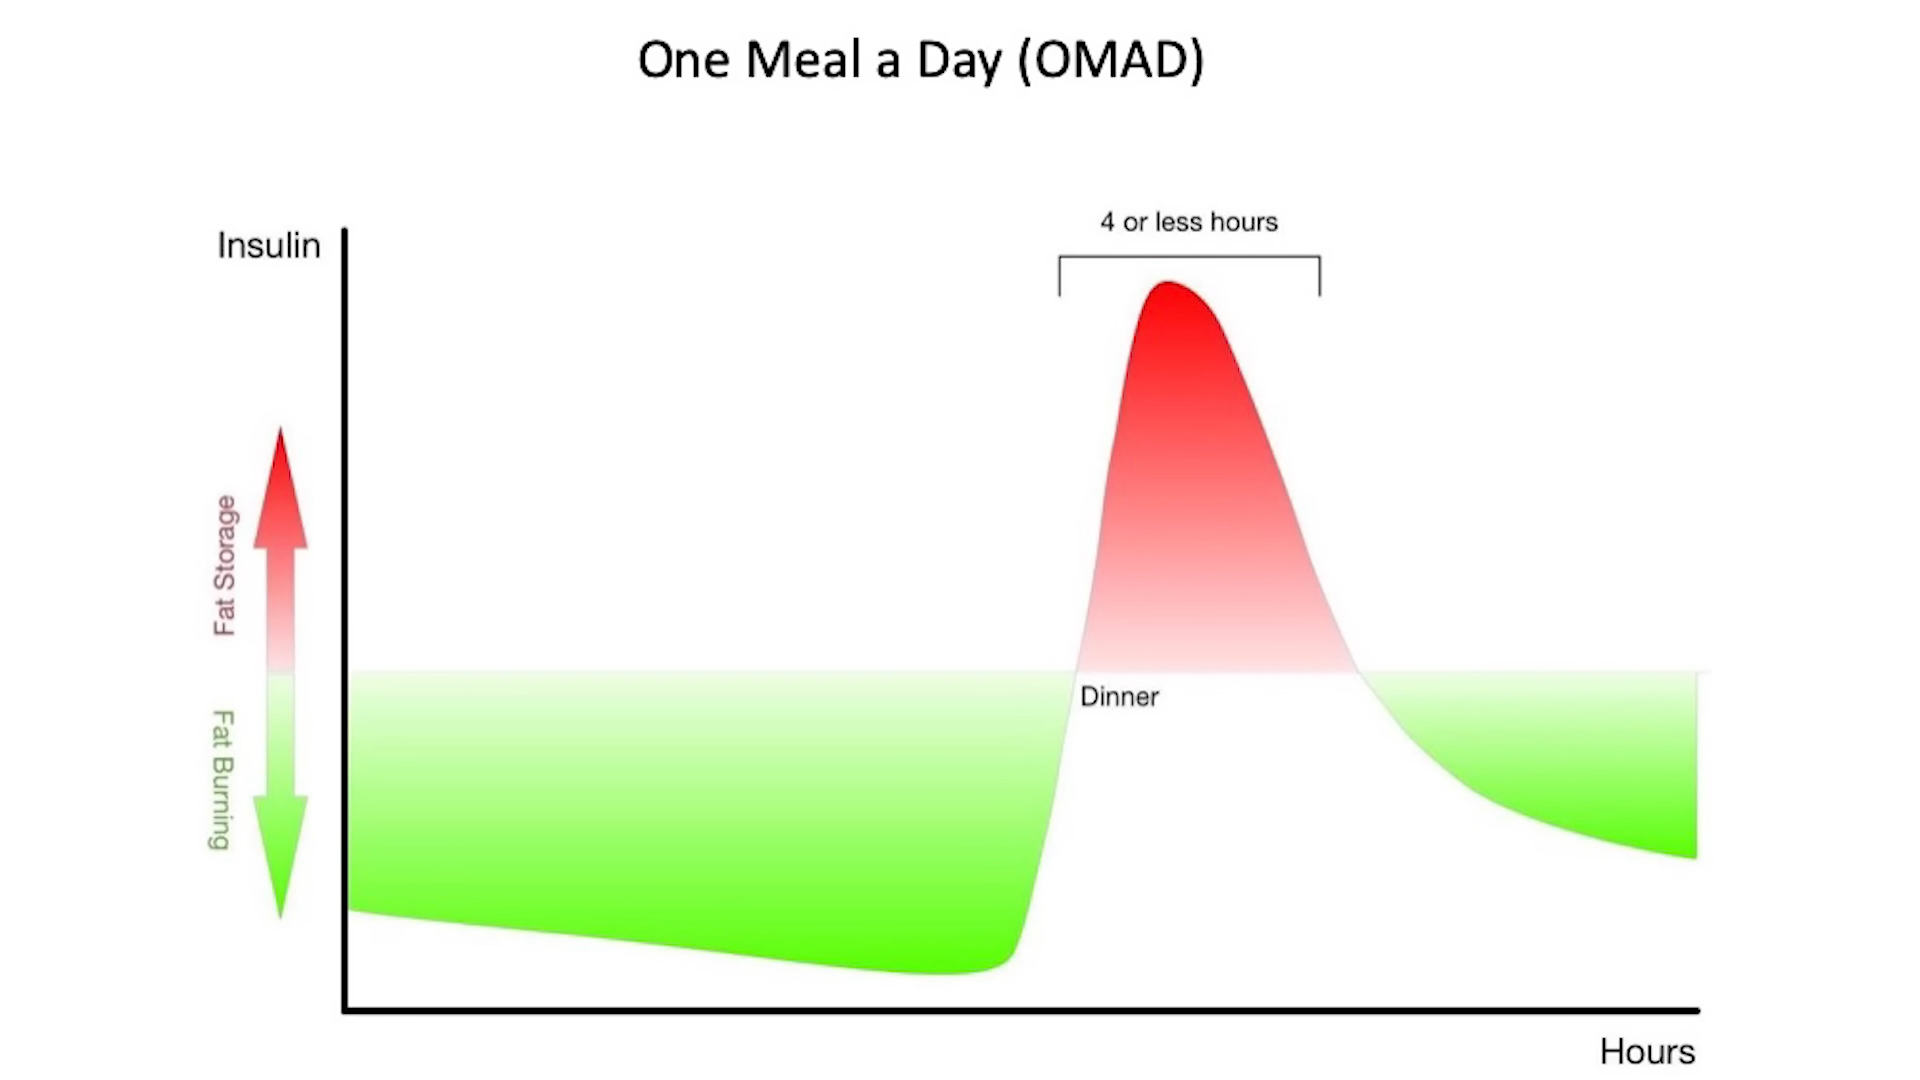 One Meal a Day (OMAD)
4 or less hours
Insulin
Fat Storage
Fat Burning
Dinner
Hours